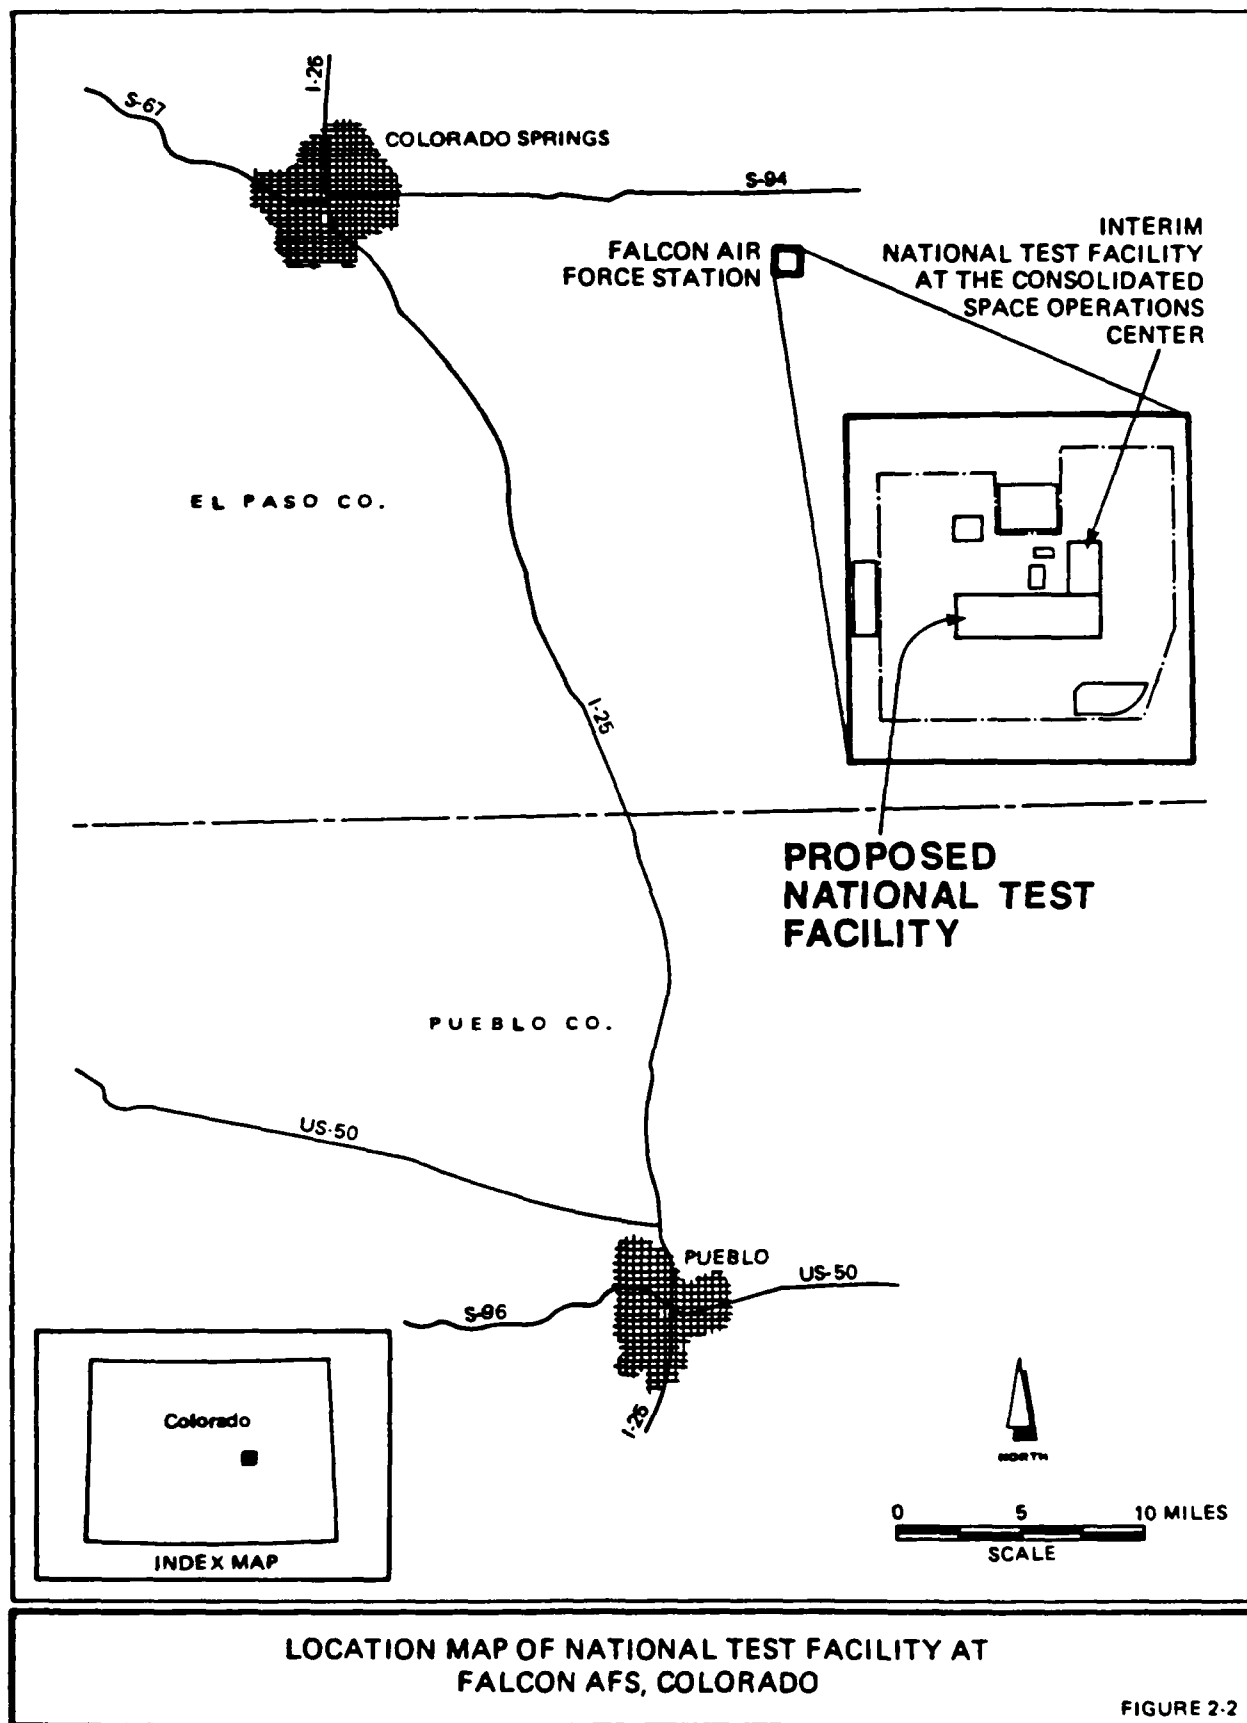 I-26
S-67
COLORADO SPRINGS
S-94
FALCON AIR
FORCE STATION
INTERIM
NATIONAL TEST FACILITY
AT THE CONSOLIDATED
SPACE OPERATIONS
CENTER
EL PASO CO.
I-25
PROPOSED
NATIONAL TEST
FACILITY
PUEBLO CO.
US-50
PUEBLO
US-50
S-96
I-26
Colorado
INDEX MAP
NORTH
0 5 10 MILES
SCALE
LOCATION MAP OF NATIONAL TEST FACILITY AT
FALCON AFS, COLORADO
FIGURE 2-2